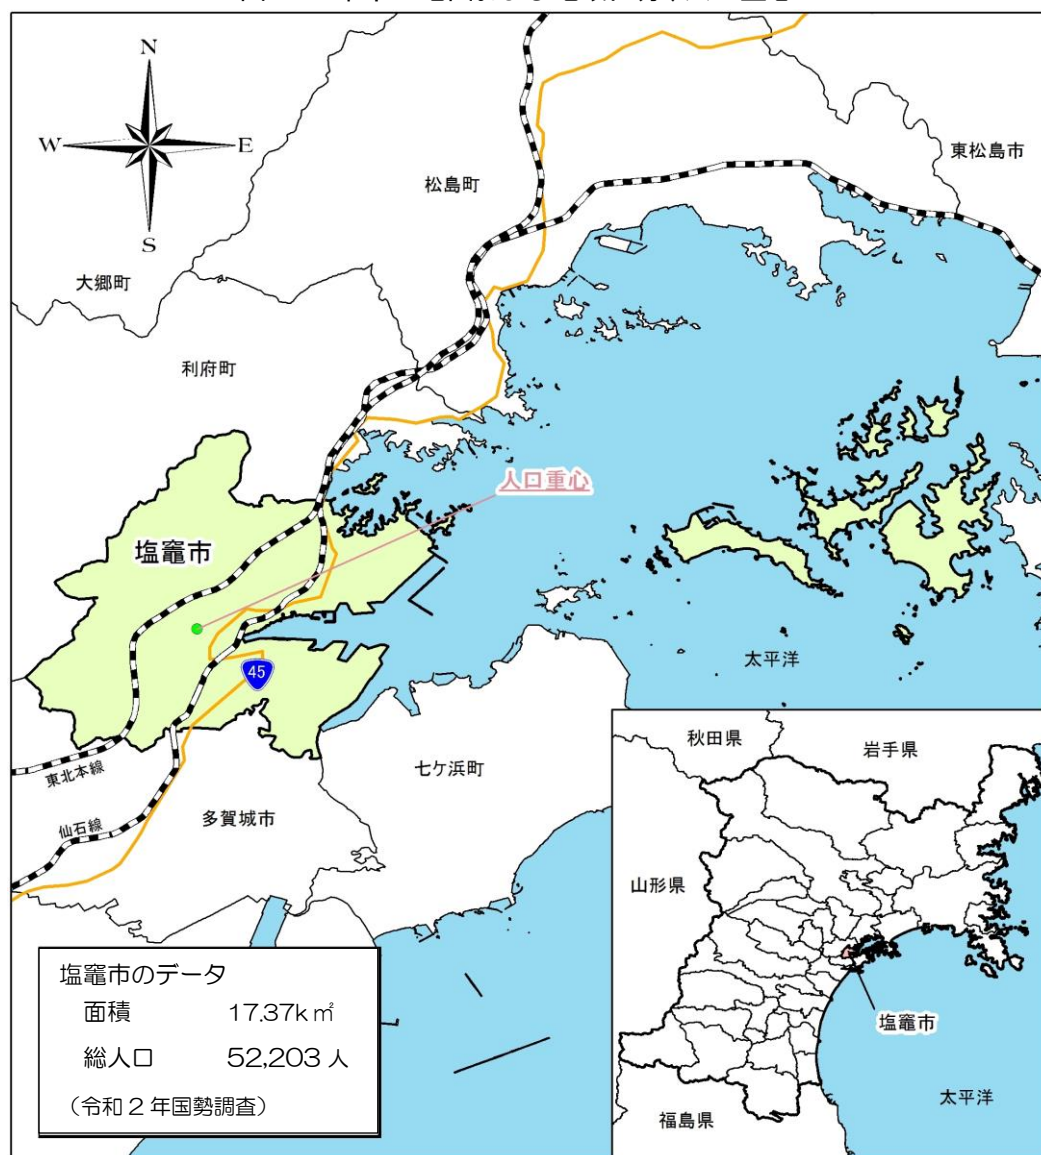 N
W
E
S
東松島市
松島町
大郷町
利府町
人口重心
塩竈市
太平洋
45
東北本線
七ケ浜町
仙石線
多賀城市
秋田県
岩手県
山形県
塩竈市
太平洋
福島県
塩竈市のデータ
面積 17.37k㎡
総人口 52,203 人
（令和２年国勢調査）